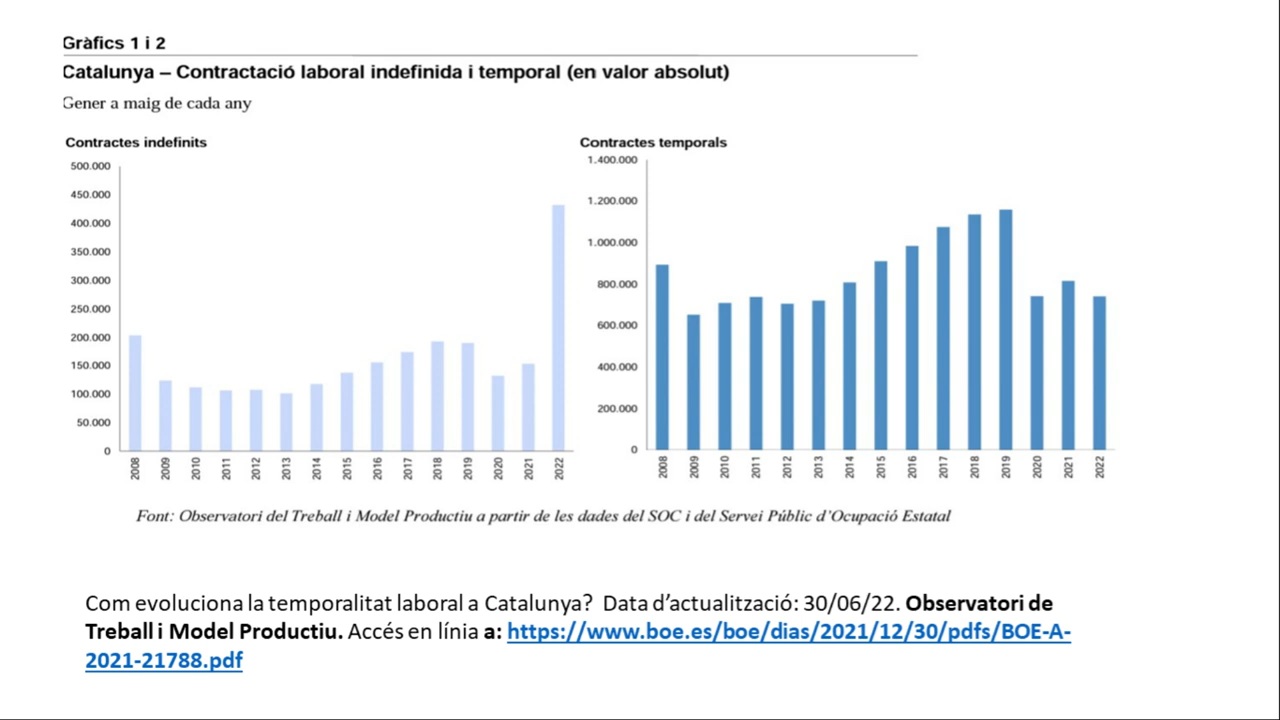 Gràfics 1 i 2
Catalunya – Contractació laboral indefinida i temporal (en valor absolut)
Gener a maig de cada any
Contractes indefinits
500.000
450.000
400.000
350.000
300.000
250.000
200.000
150.000
100.000
50.000
0
2008 2009 2010 2011 2012 2013 2014 2015 2016 2017 2018 2019 2020 2021 2022
Contractes temporals
1.400.000
1.200.000
1.000.000
800.000
600.000
400.000
200.000
0
2008 2009 2010 2011 2012 2013 2014 2015 2016 2017 2018 2019 2020 2021 2022
Font: Observatori del Treball i Model Productiu a partir de les dades del SOC i del Servei Públic d’Ocupació Estatal
Com evoluciona la temporalitat laboral a Catalunya? Data d’actualització: 30/06/22. Observatori de
Treball i Model Productiu. Accés en línia a: https://www.boe.es/boe/dias/2021/12/30/pdfs/BOE-A-
2021-21788.pdf